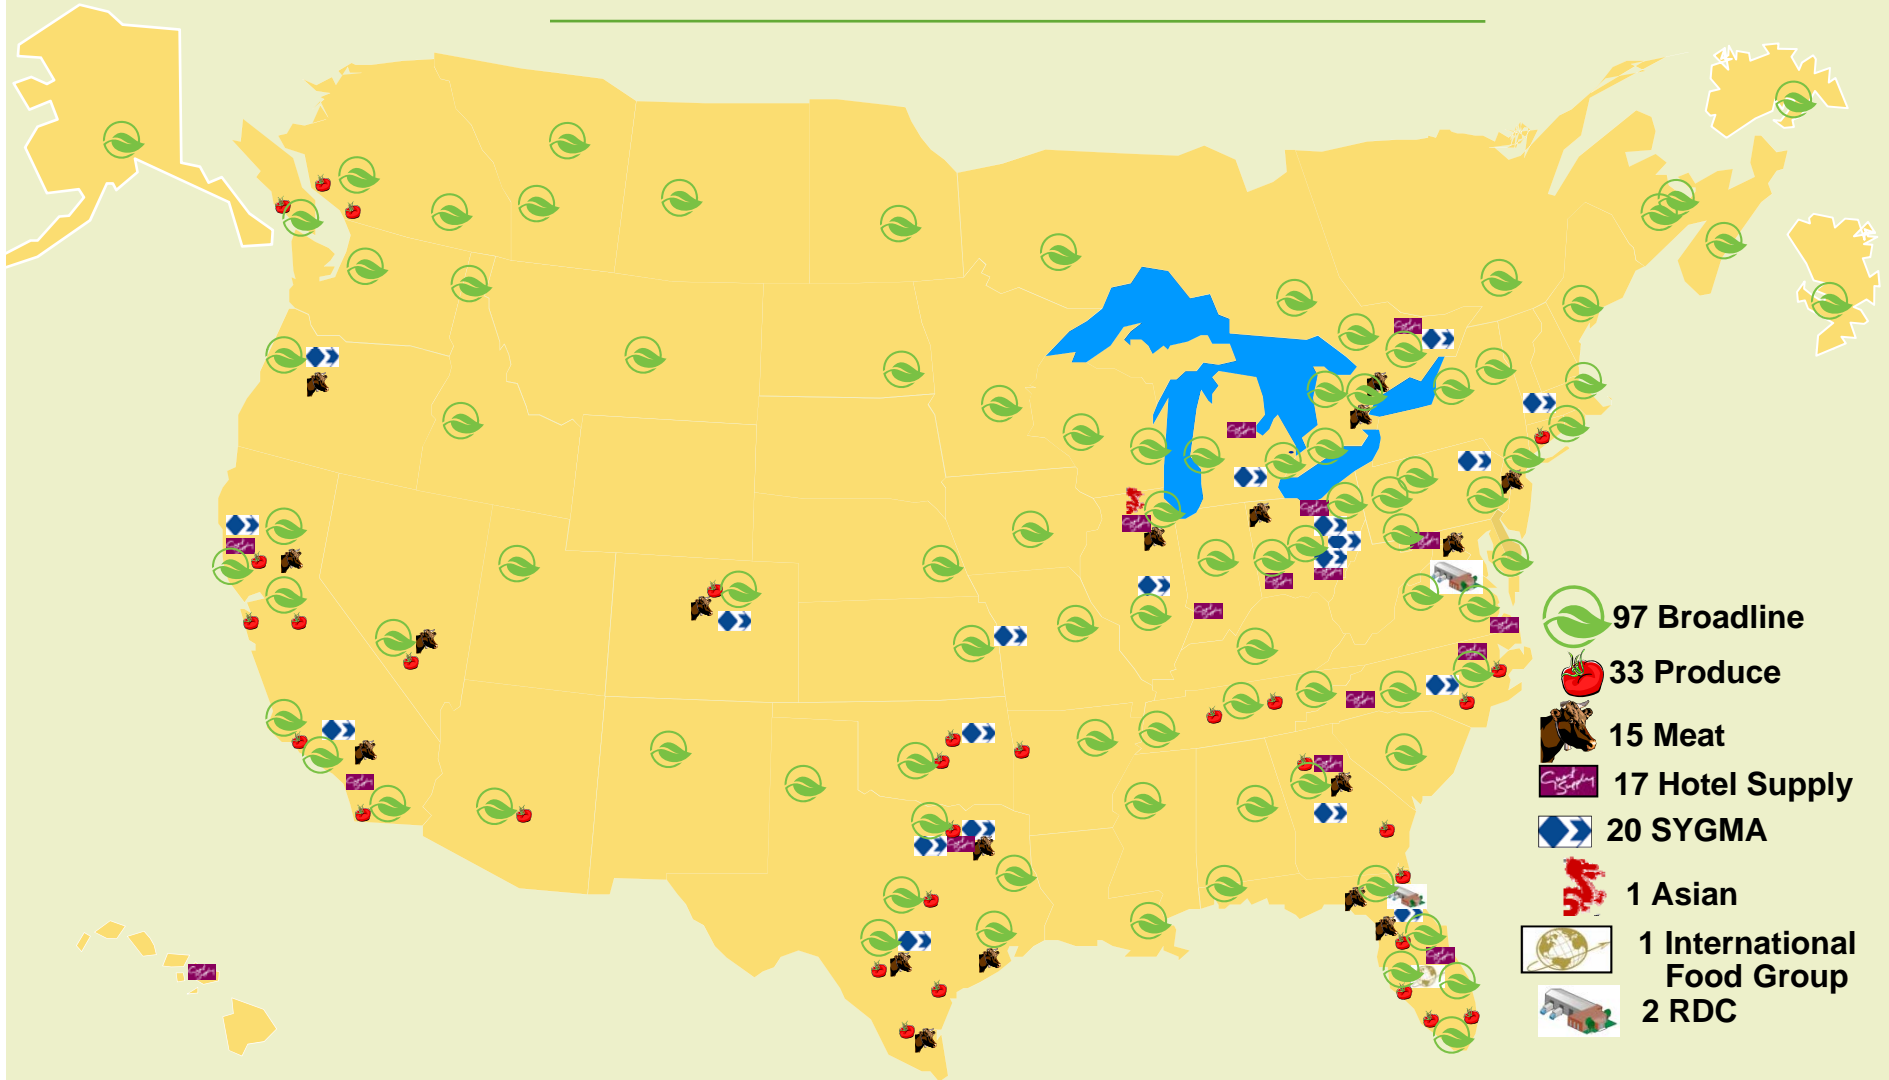 97 Broadline
33 Produce
15 Meat
17 Hotel Supply
20 SYGMA
1 Asian
1 International
Food Group
2 RDC